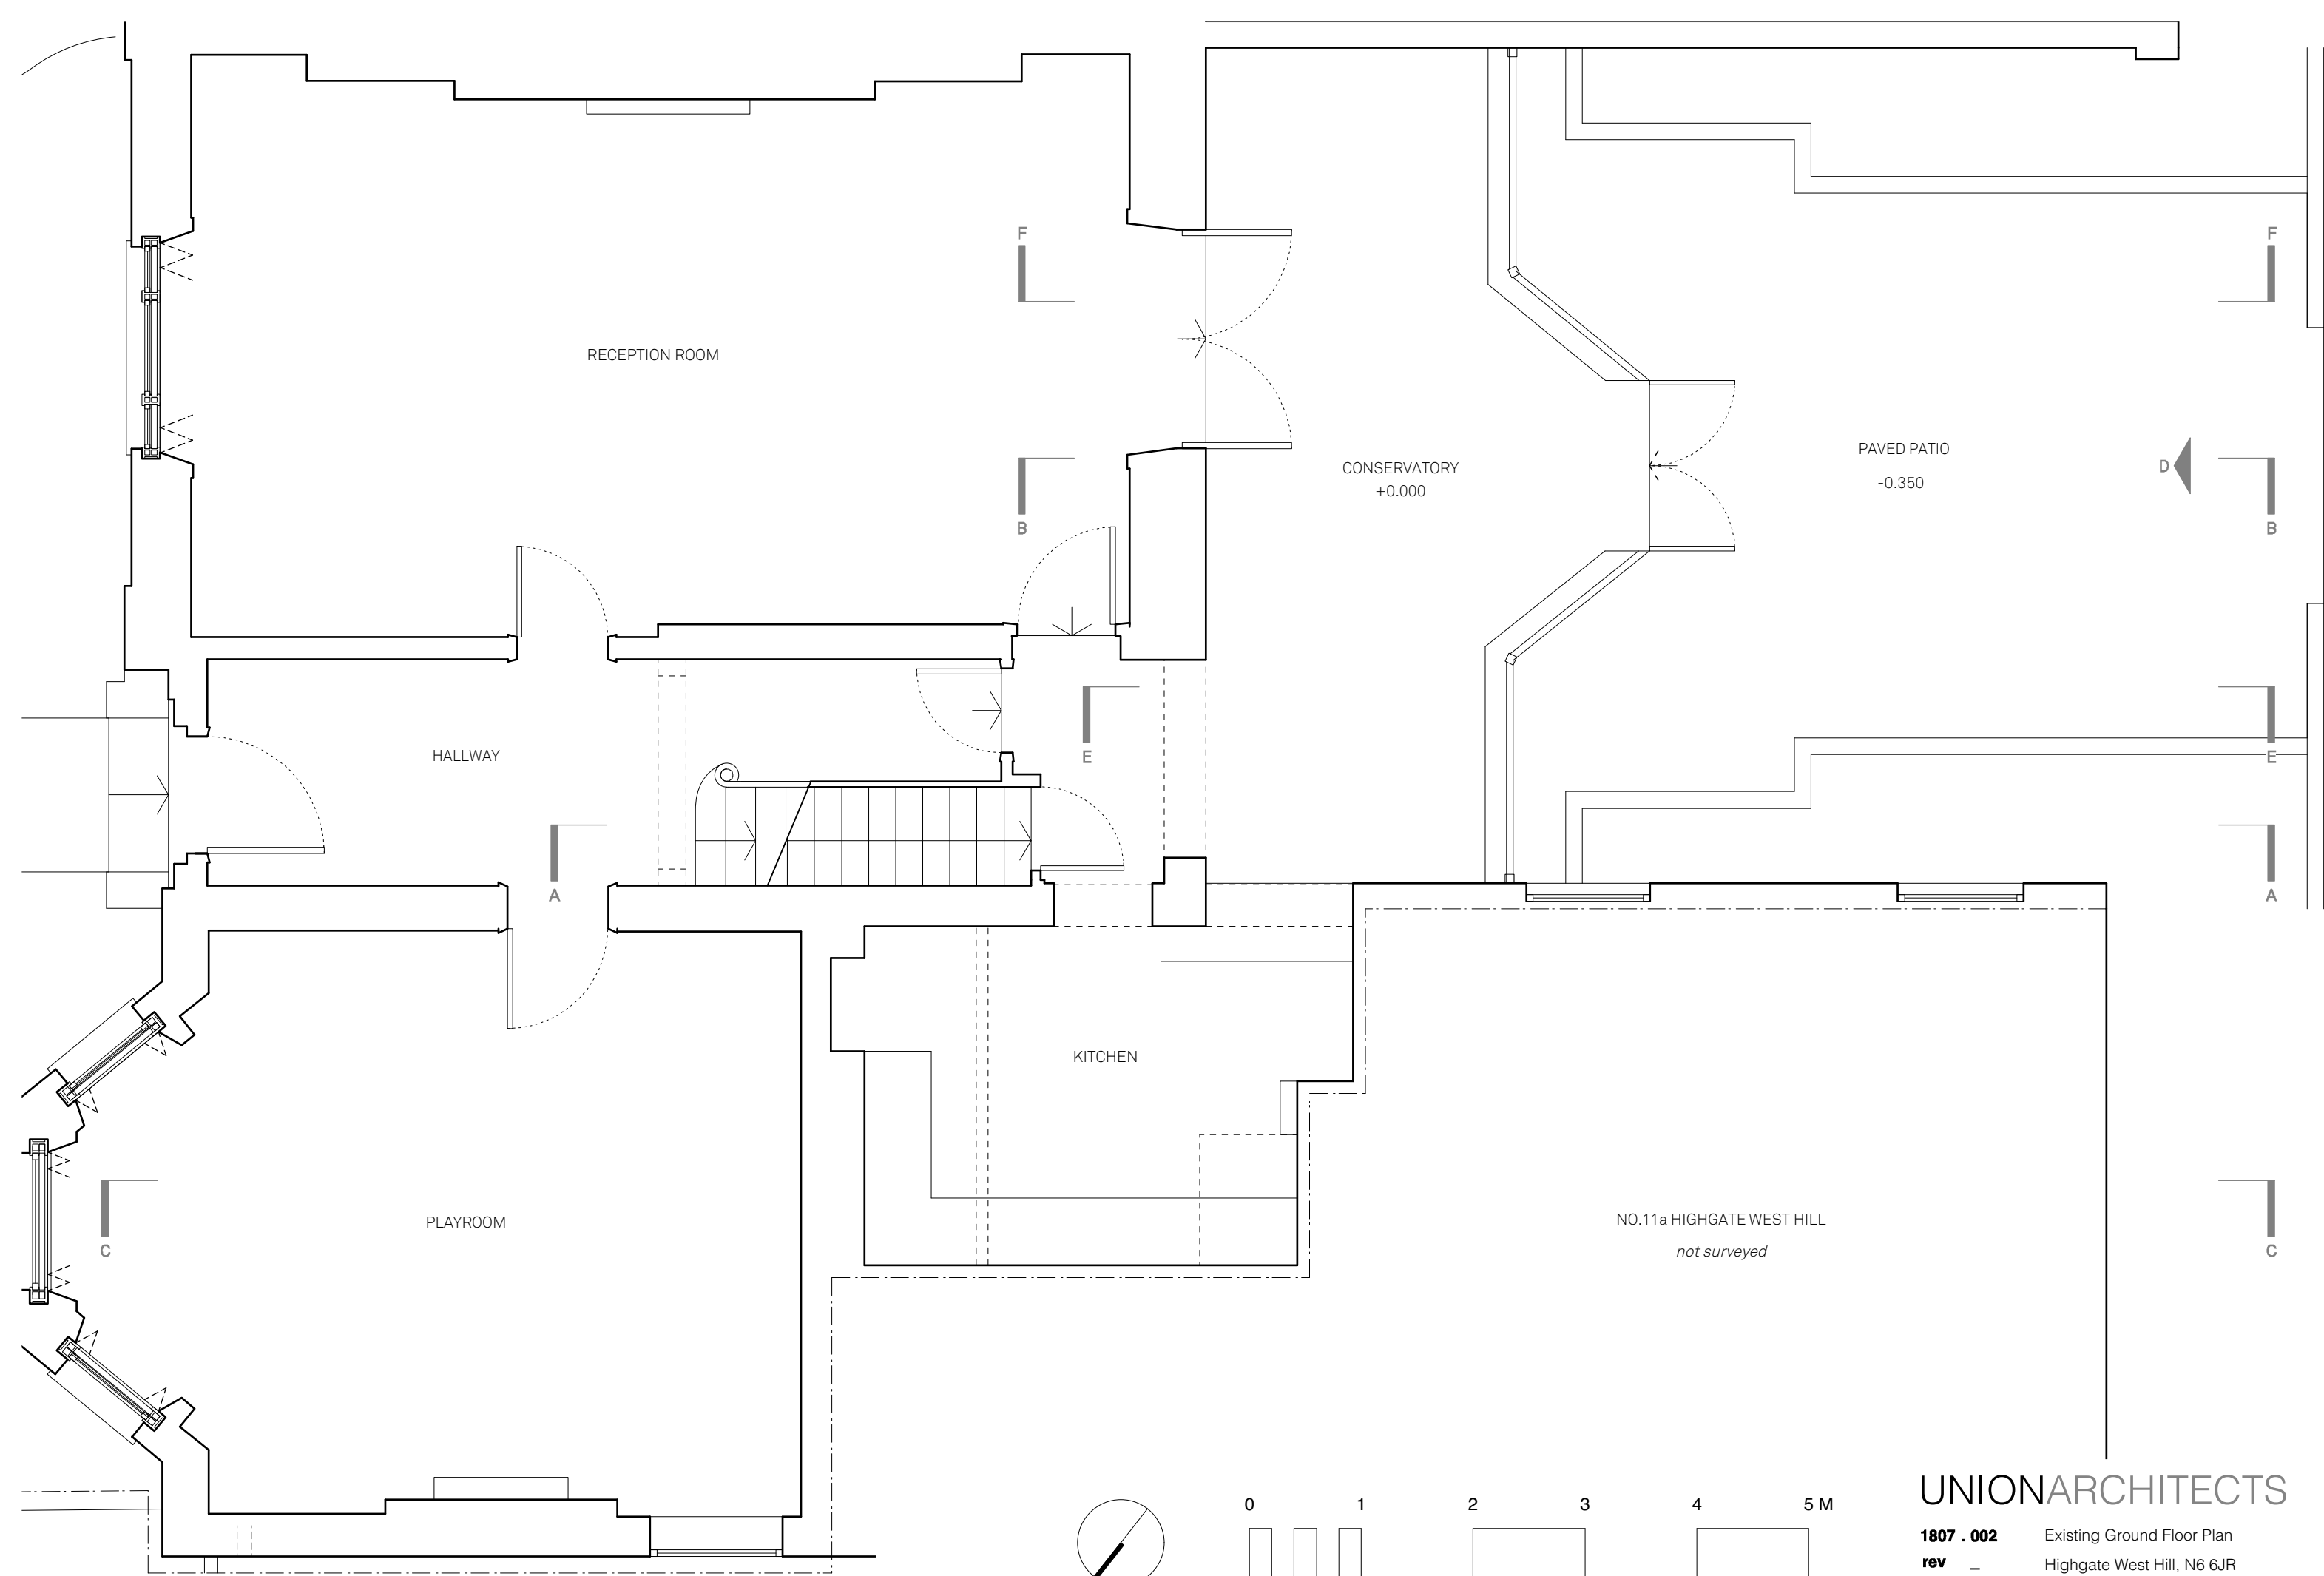 F
F
RECEPTION ROOM
PAVED PATIO
-0.350
CONSERVATORY
+0.000
D
B
B
HALLWAY
E
E
A
A
KITCHEN
PLAYROOM
NO.11a HIGHGATE WEST HILL
not surveyed
C
C
0 1 2 3 4 5 M
UNIONARCHITECTS
1807 . 002 Existing Ground Floor Plan
rev _ Highgate West Hill, N6 6JR